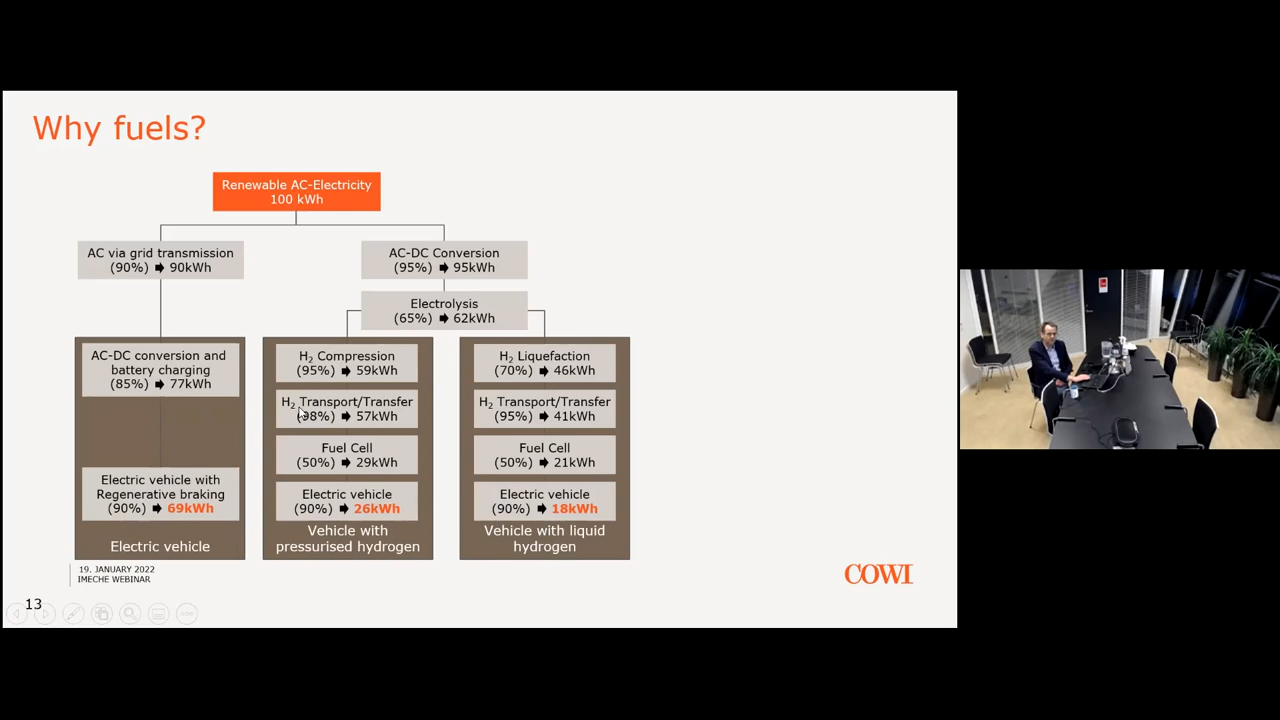 Why fuels?
Renewable AC-Electricity
100 kWh
AC via grid transmission
(90%) 🡆 90kWh
AC-DC Conversion
(95%) 🡆 95kWh
Electrolysis
(65%) 🡆 62kWh
AC-DC conversion and
battery charging
(85%) 🡆 77kWh
Electric vehicle with
Regenerative braking
(90%) 🡆 69kWh
Electric vehicle
H₂ Compression
(95%) 🡆 59kWh
H₂ Transport/Transfer
(98%) 🡆 57kWh
Fuel Cell
(50%) 🡆 29kWh
Electric vehicle
(90%) 🡆 26kWh
Vehicle with
pressurised hydrogen
H₂ Liquefaction
(70%) 🡆 46kWh
H₂ Transport/Transfer
(95%) 🡆 41kWh
Fuel Cell
(50%) 🡆 21kWh
Electric vehicle
(90%) 🡆 18kWh
Vehicle with liquid
hydrogen
19. JANUARY 2022
IMECHE WEBINAR
COWI
13